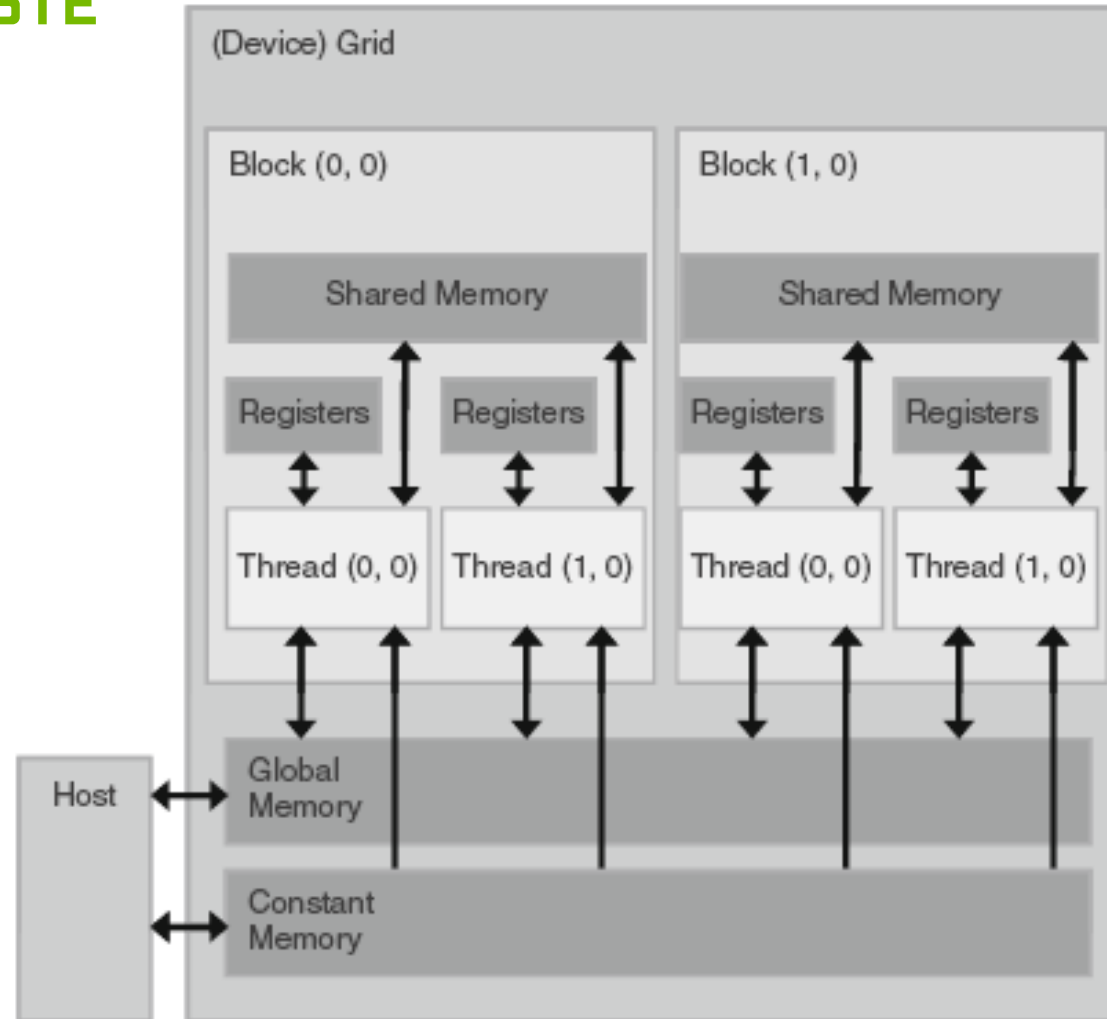 (Device) Grid
Block (0, 0)
Block (1, 0)
Shared Memory
Shared Memory
Registers
Registers
Registers
Registers
Thread (0, 0)
Thread (1, 0)
Thread (0, 0)
Thread (1, 0)
Host
Global
Memory
Constant
Memory